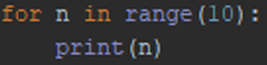 for n in range(10):
    print(n)